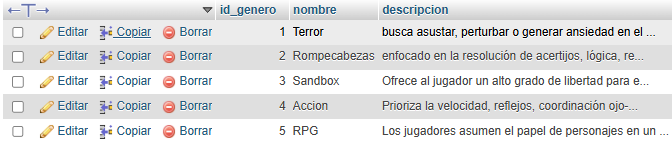 id_genero nombre descripcion
Editar Copiar Borrar 1 Terror busca asustar, perturbar o generar ansiedad en el ...
Editar Copiar Borrar 2 Rompecabezas enfocado en la resolución de acertijos, lógica, re...
Editar Copiar Borrar 3 Sandbox Ofrece al jugador un alto grado de libertad para e...
Editar Copiar Borrar 4 Accion Prioriza la velocidad, reflejos, coordinación ojo-...
Editar Copiar Borrar 5 RPG Los jugadores asumen el papel de personajes en un ...